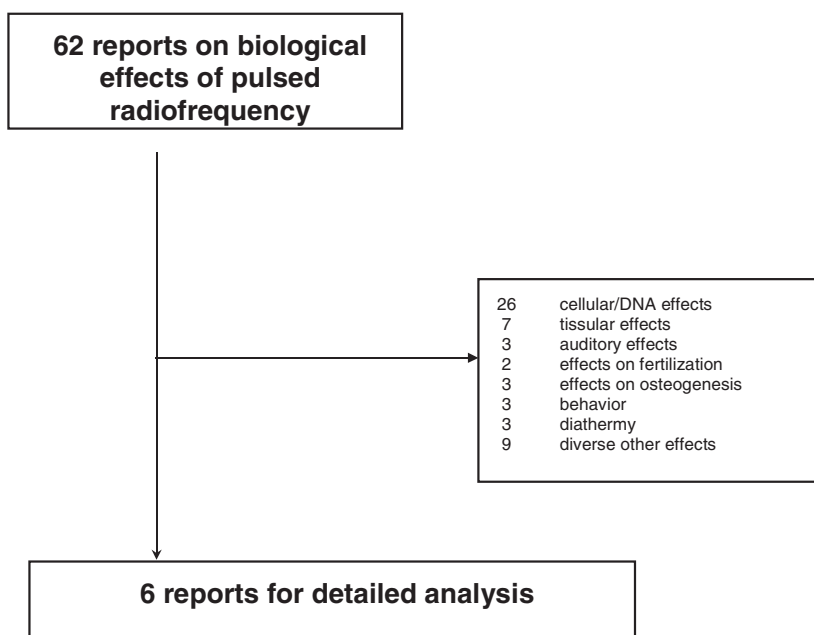 62 reports on biological
effects of pulsed
radiofrequency
26 cellular/DNA effects
7 tissular effects
3 auditory effects
2 effects on fertilization
3 effects on osteogenesis
3 behavior
3 diathermy
9 diverse other effects
6 reports for detailed analysis